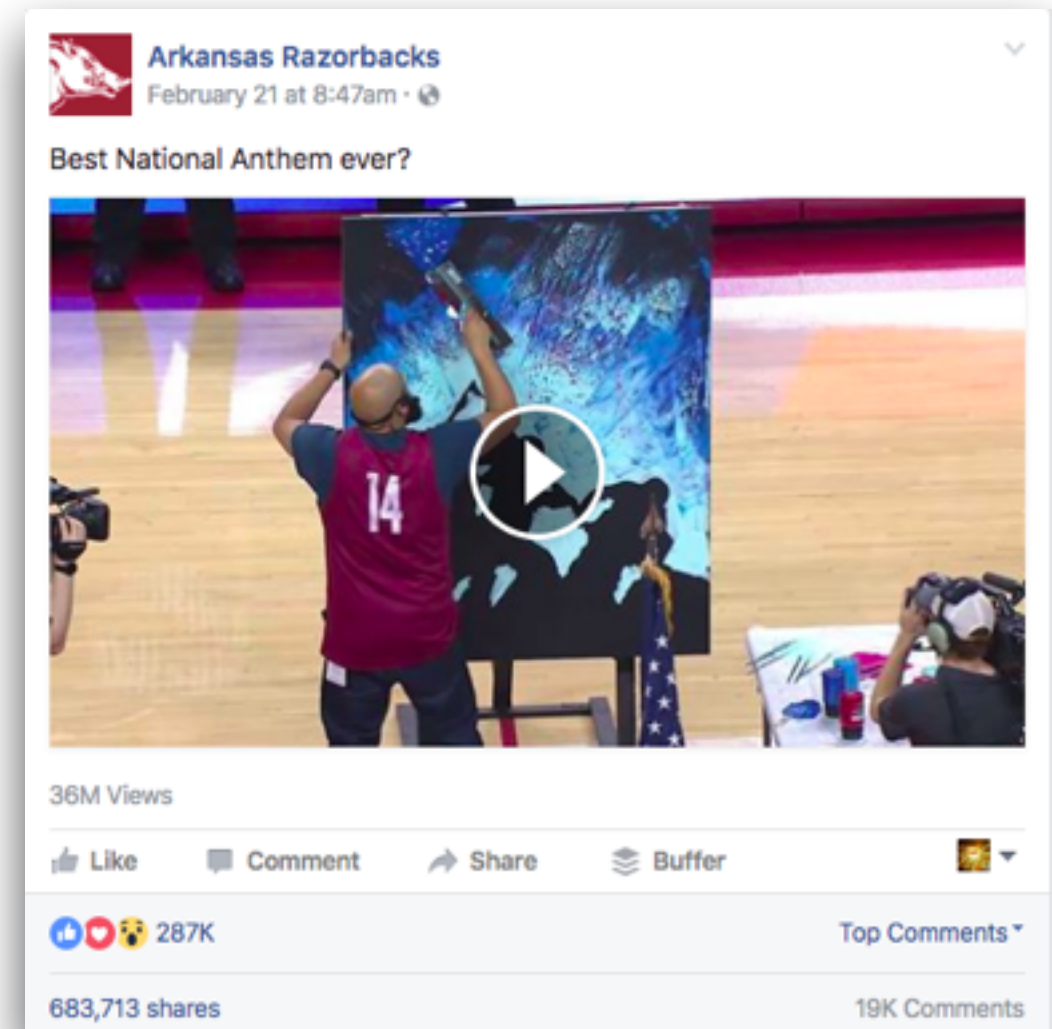 Arkansas Razorbacks
February 21 at 8:47am ·
Best National Anthem ever?
14
36M Views
Like Comment Share Buffer
287K Top Comments
683,713 shares 19K Comments